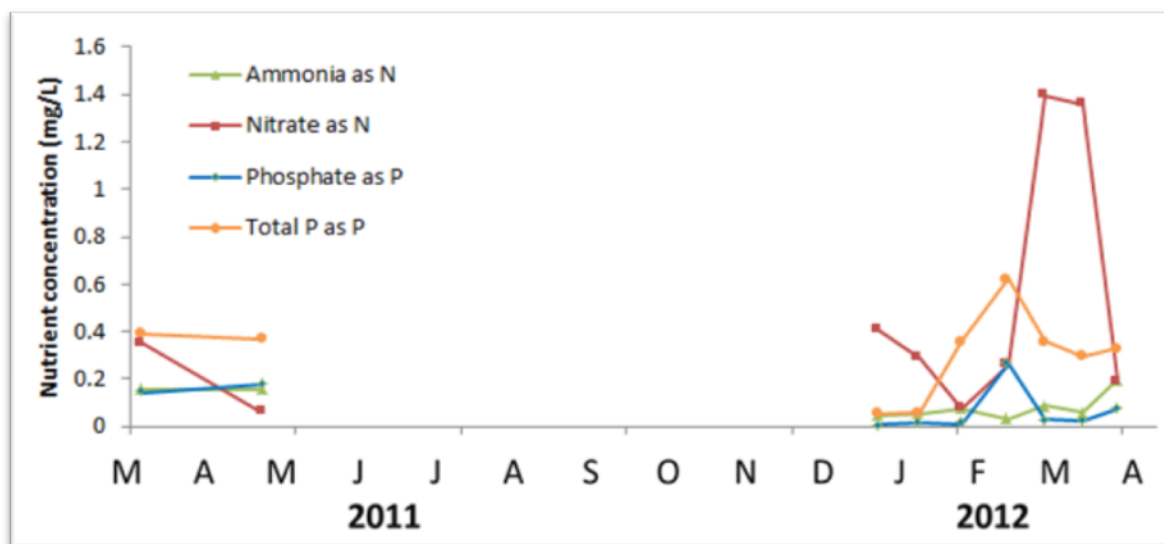 Nutrient concentration (mg/L)
1.6
1.4
1.2
1
0.8
0.6
0.4
0.2
0
Ammonia as N
Nitrate as N
Phosphate as P
Total P as P
M A M J J A S O N D J F M A
2011 2012